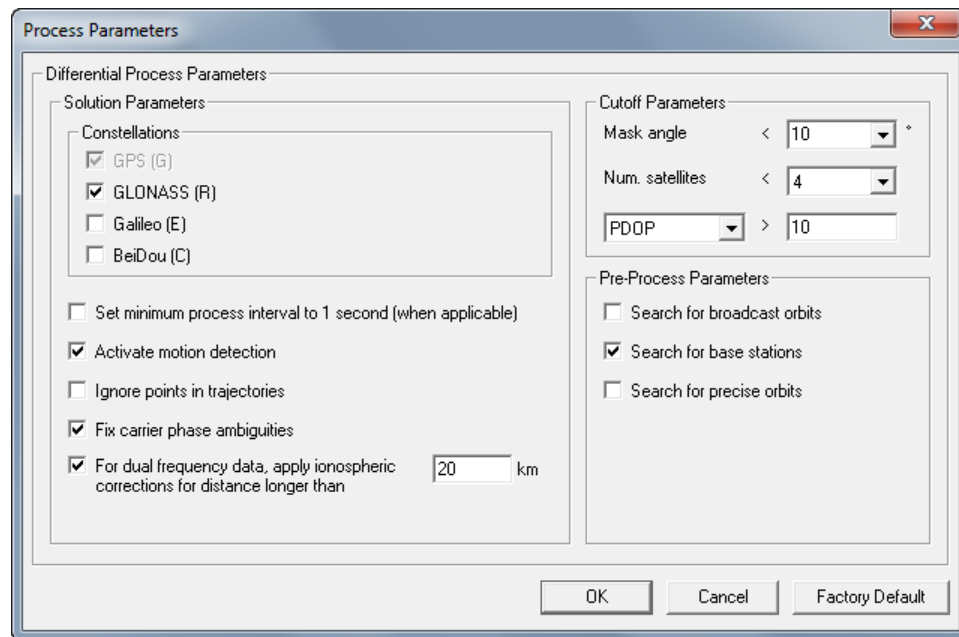 Process Parameters
Differential Process Parameters
Solution Parameters
Constellations
GPS (G)
GLONASS (R)
Galileo (E)
BeiDou (C)
Set minimum process interval to 1 second (when applicable)
Activate motion detection
Ignore points in trajectories
Fix carrier phase ambiguities
For dual frequency data, apply ionospheric
corrections for distance longer than
20 km
Cutoff Parameters
Mask angle < 10 °
Num. satellites < 4
PDOP > 10
Pre-Process Parameters
Search for broadcast orbits
Search for base stations
Search for precise orbits
OK Cancel Factory Default